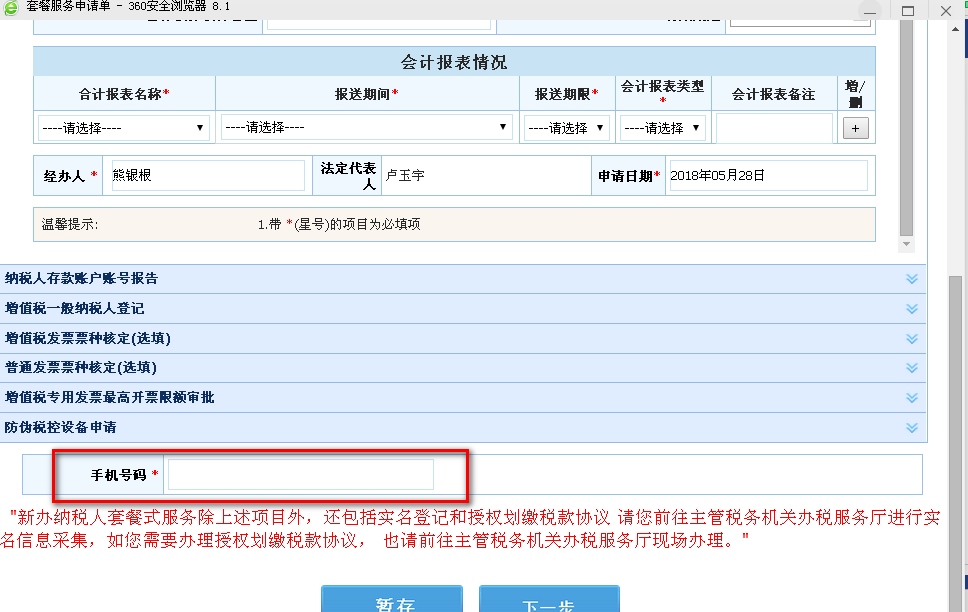 套餐服务申请单 - 360安全浏览器 8.1
会计报表情况
合计报表名称* 报送期间* 报送期限* 会计报表类型* 会计报表备注 增/删
----请选择---- ----请选择---- ----请选择 ----请选择 +
经办人 * 熊银根 法定代表人 卢玉宇 申请日期* 2018年05月28日
温馨提示: 1.带 *(星号)的项目为必填项
纳税人存款账户账号报告
增值税一般纳税人登记
增值税发票票种核定(选填)
普通发票票种核定(选填)
增值税专用发票最高开票限额审批
防伪税控设备申请
手机号码 *
"新办纳税人套餐式服务除上述项目外，还包括实名登记和授权划缴税款协议 请您前往主管税务机关办税服务厅进行实
名信息采集，如您需要办理授权划缴税款协议， 也请前往主管税务机关办税服务厅现场办理。"
暂存 下一步